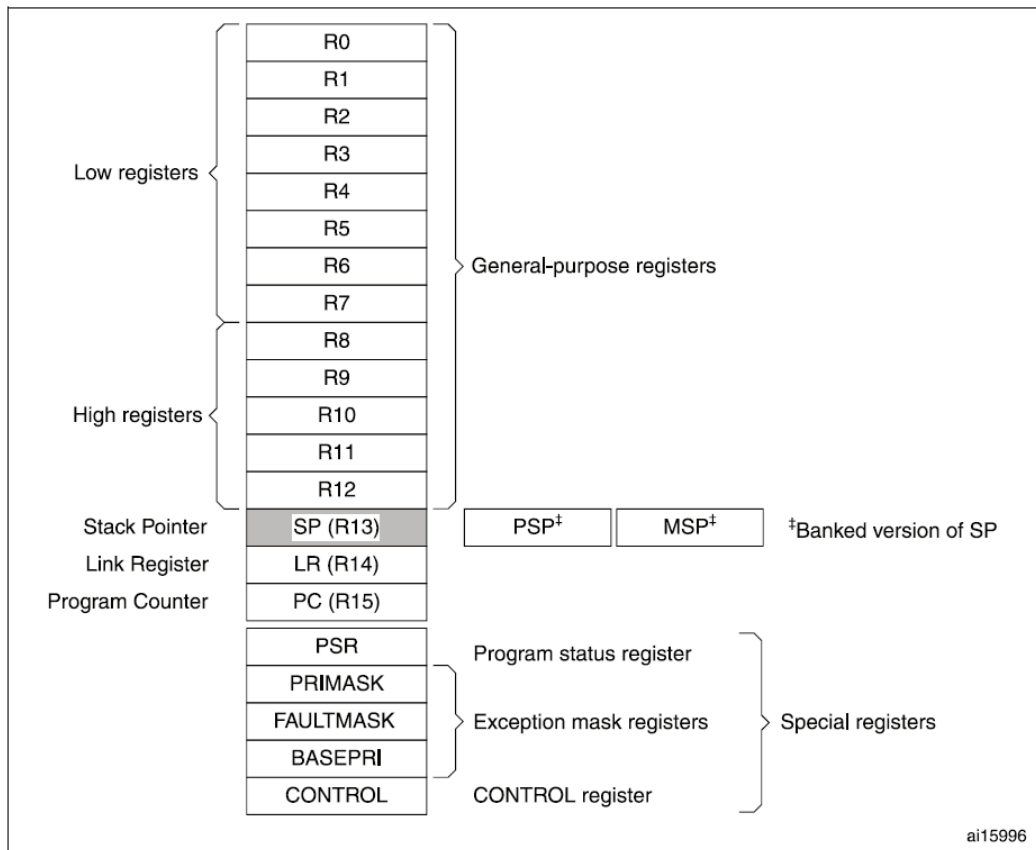 R0
R1
R2
R3
Low registers
R4
R5
R6
General-purpose registers
R7
R8
R9
High registers
R10
R11
R12
Stack Pointer SP (R13) PSP‡ MSP‡ ‡Banked version of SP
Link Register LR (R14)
Program Counter PC (R15)
PSR Program status register
PRIMASK
FAULTMASK Exception mask registers Special registers
BASEPRI
CONTROL CONTROL register
ai15996